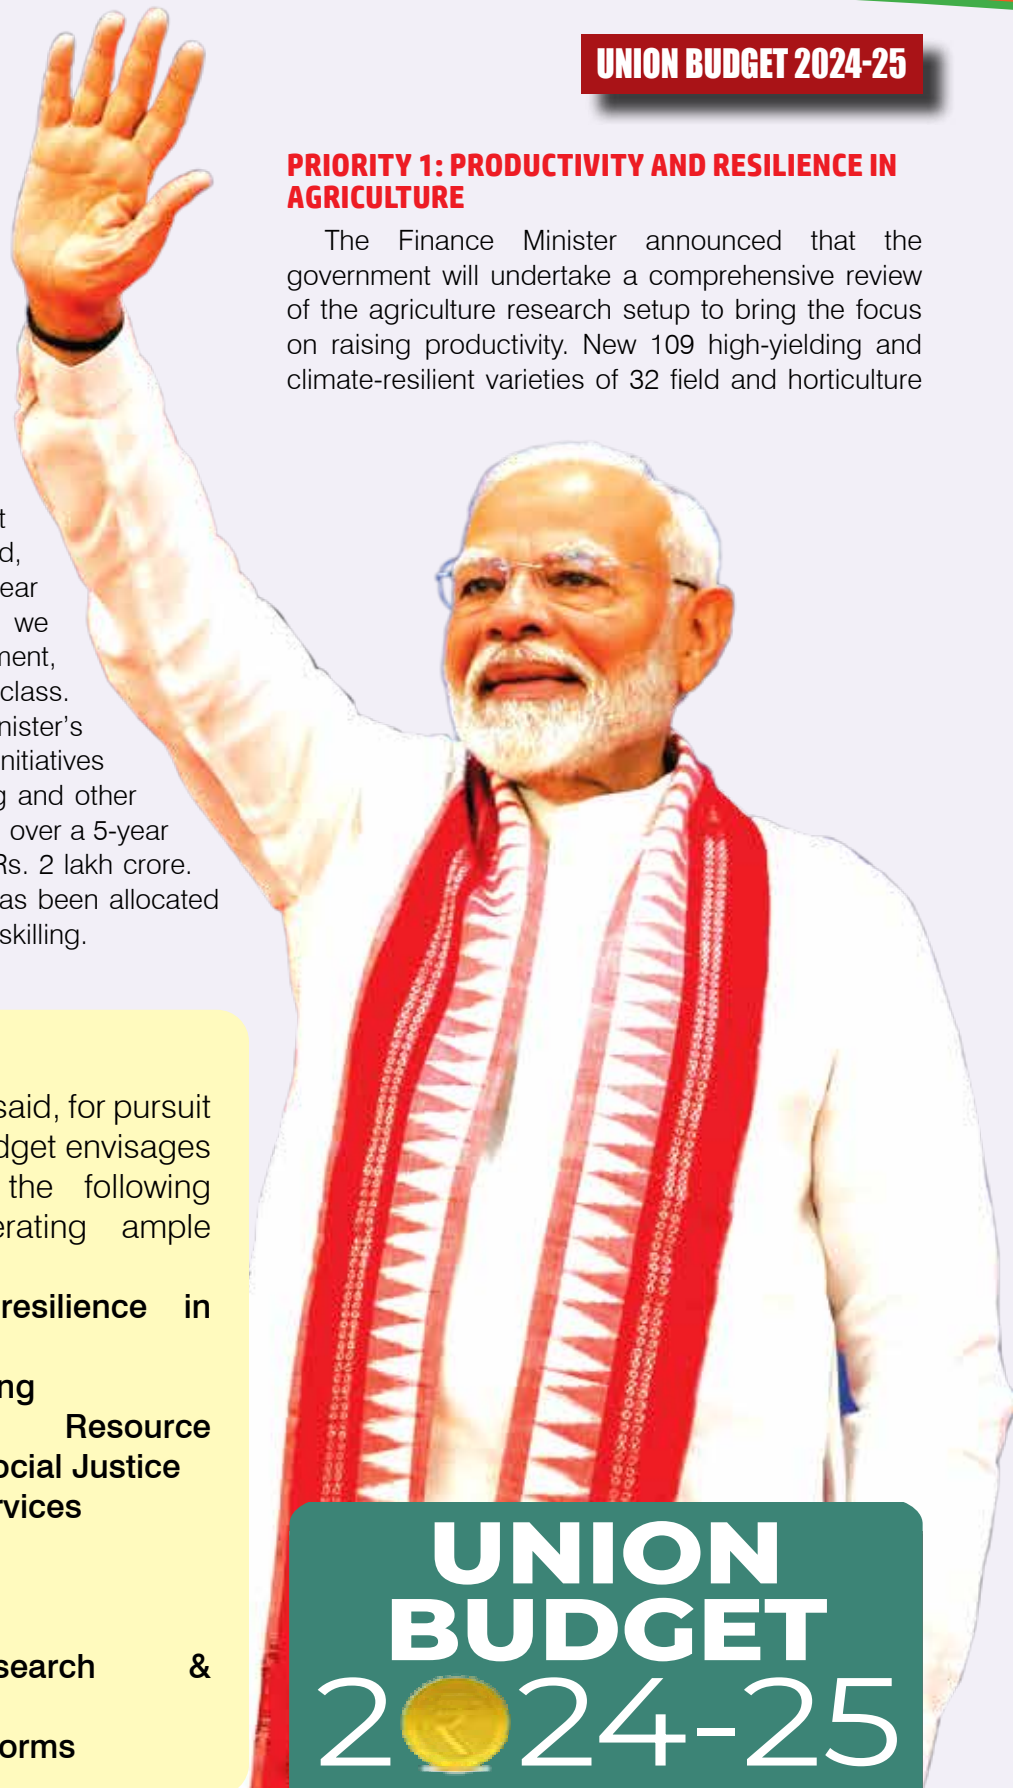 UNION BUDGET 2024-25
PRIORITY 1: PRODUCTIVITY AND RESILIENCE IN
AGRICULTURE
The Finance Minister announced that the
government will undertake a comprehensive review
of the agriculture research setup to bring the focus
on raising productivity. New 109 high-yielding and
climate-resilient varieties of 32 field and horticulture
t
d,
ear
we
ment,
class.
nister's
nitiatives
g and other
over a 5-year
Rs. 2 lakh crore.
as been allocated
skilling.
said, for pursuit
dget envisages
the following
erating ample
resilience in
ng
Resource
ocial Justice
rvices
search &
orms
UNION
BUDGET
2024-25